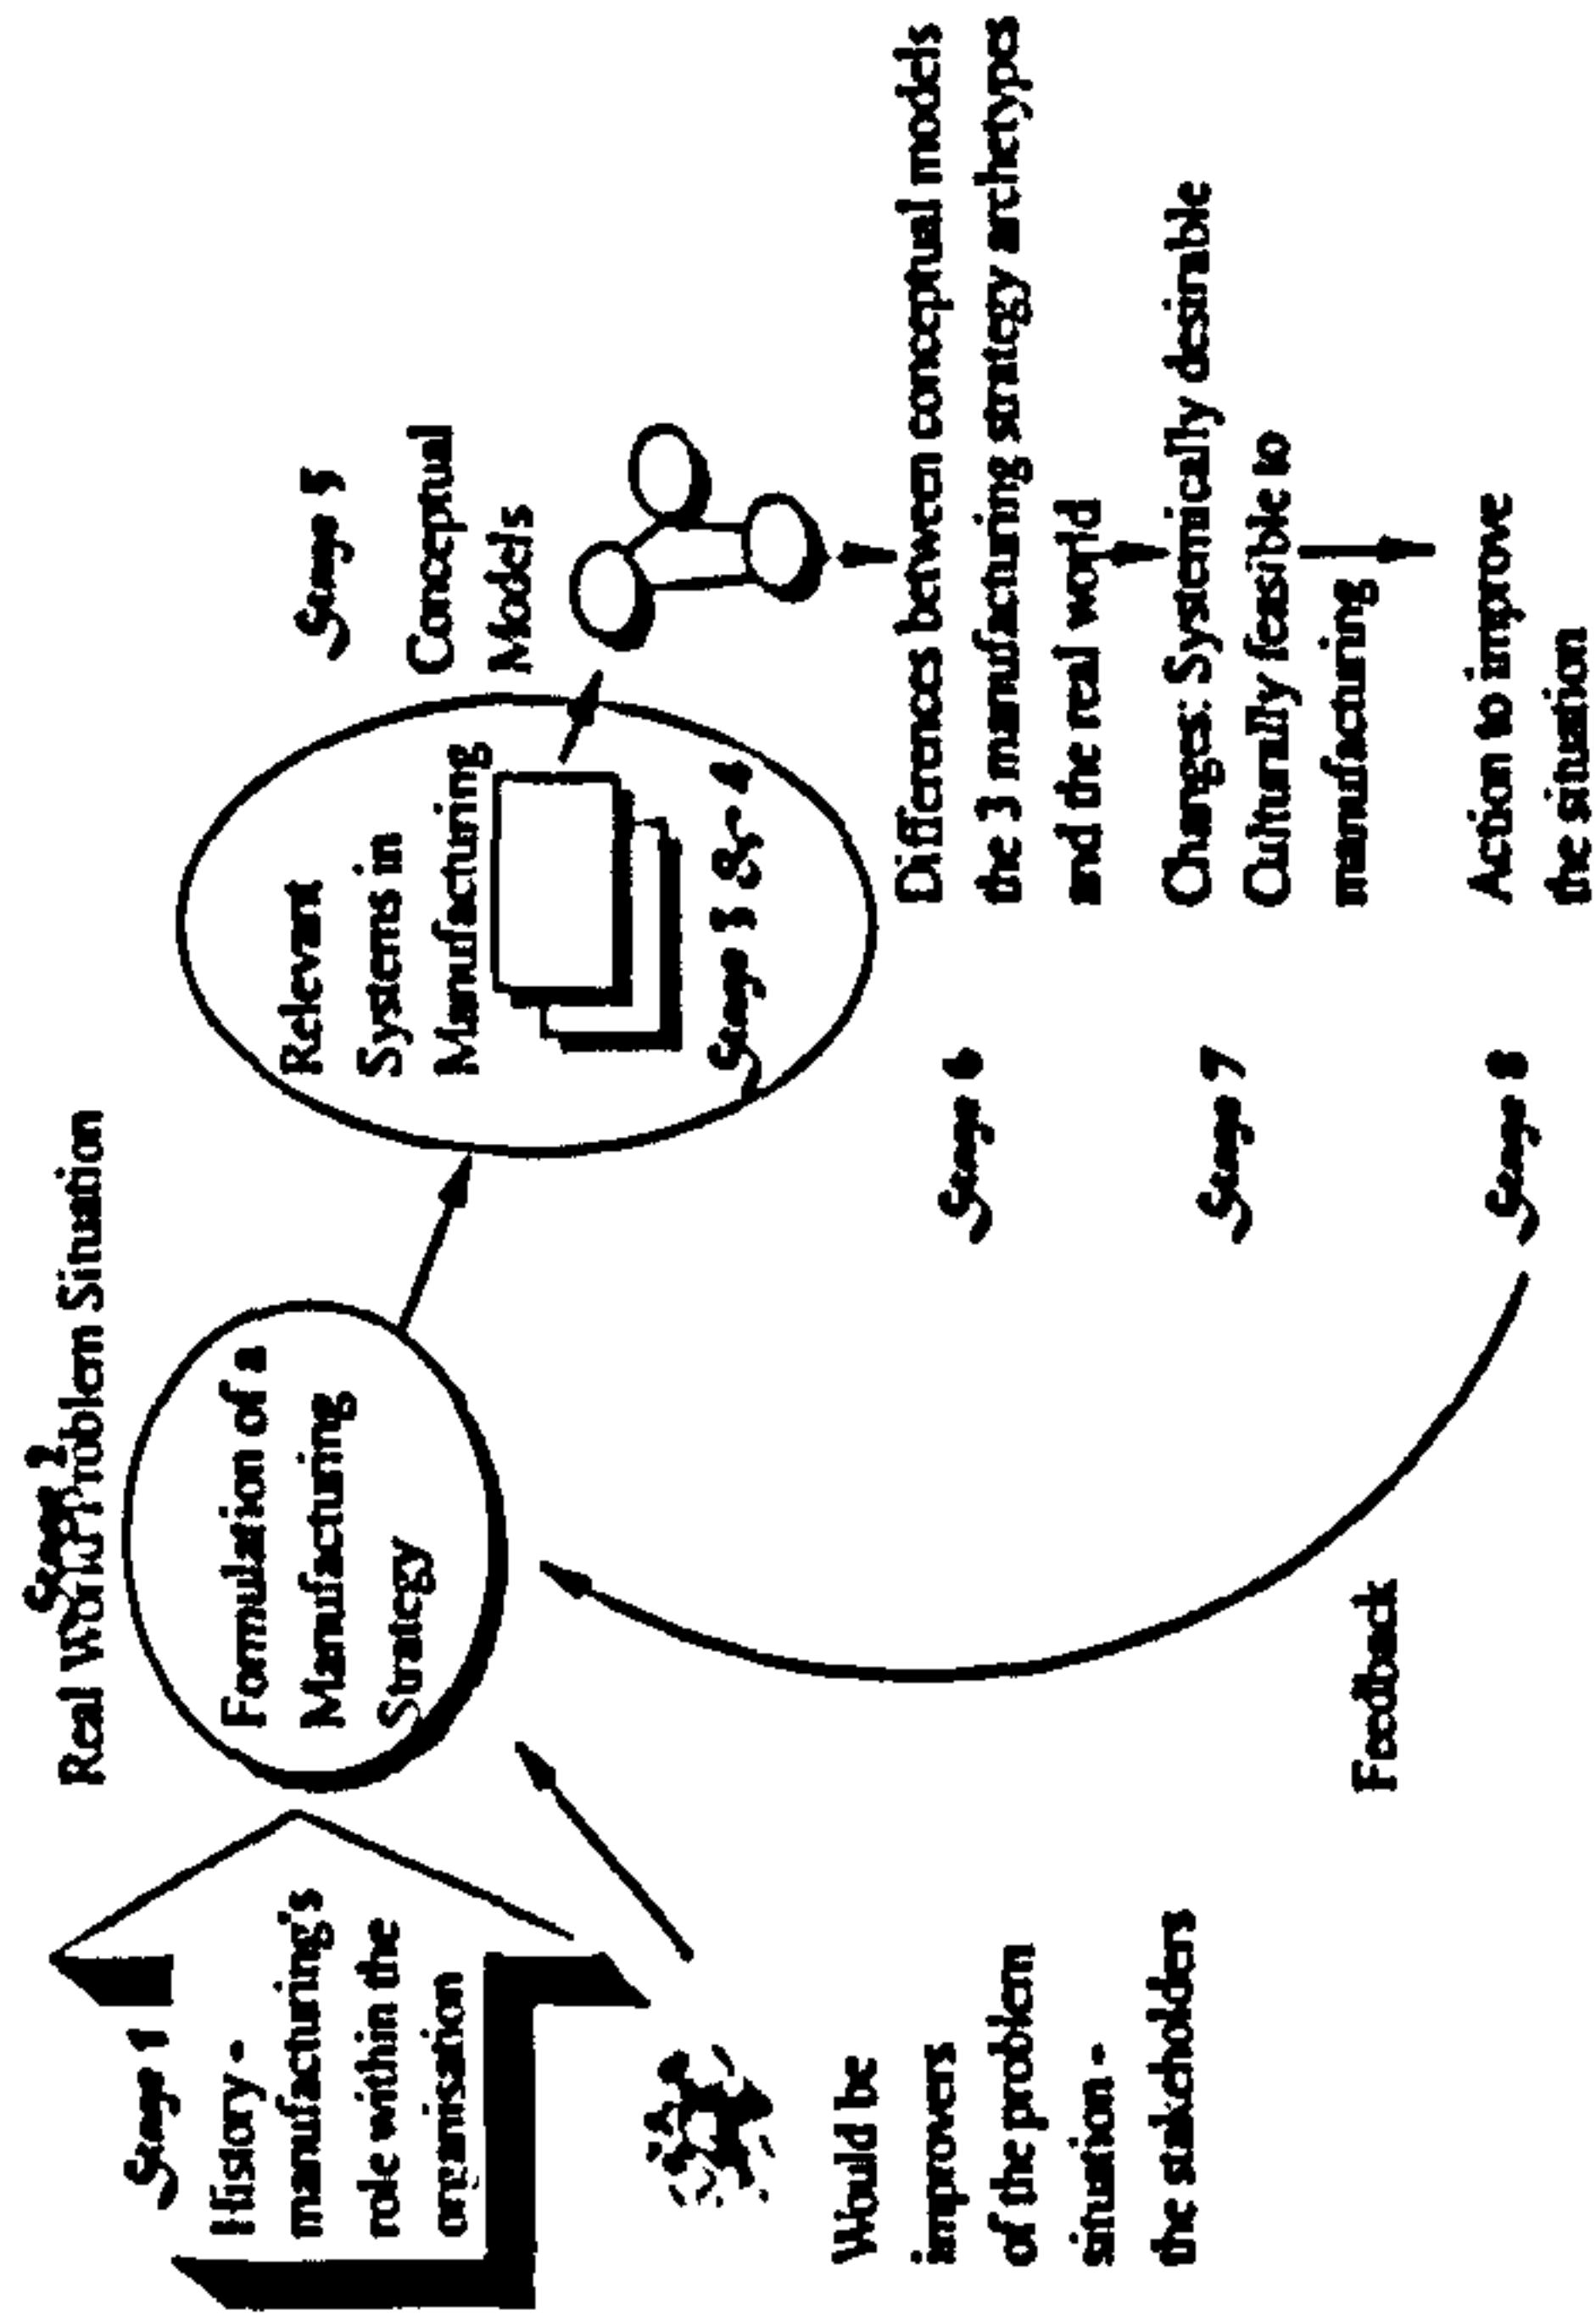 Stage 2
Real World Problem Situation
Stage 1
History -
manufacturing's
role within the
organisation
Formulation of a
Manufacturing
Strategy
Relevant
Systems in
Manufacturing
Stage 3 & 4
Stage 5
Conceptual
Models
Would be
improvers
of the problem
situation -
the stakeholders
Stage 6
Differences between conceptual models
the 3 manufacturing strategy archetypes
and the real world
Stage 7
Changes: Systemically desirable
Culturally feasible to
manufacturing
Stage 8
Action to improve
the situation
Feedback